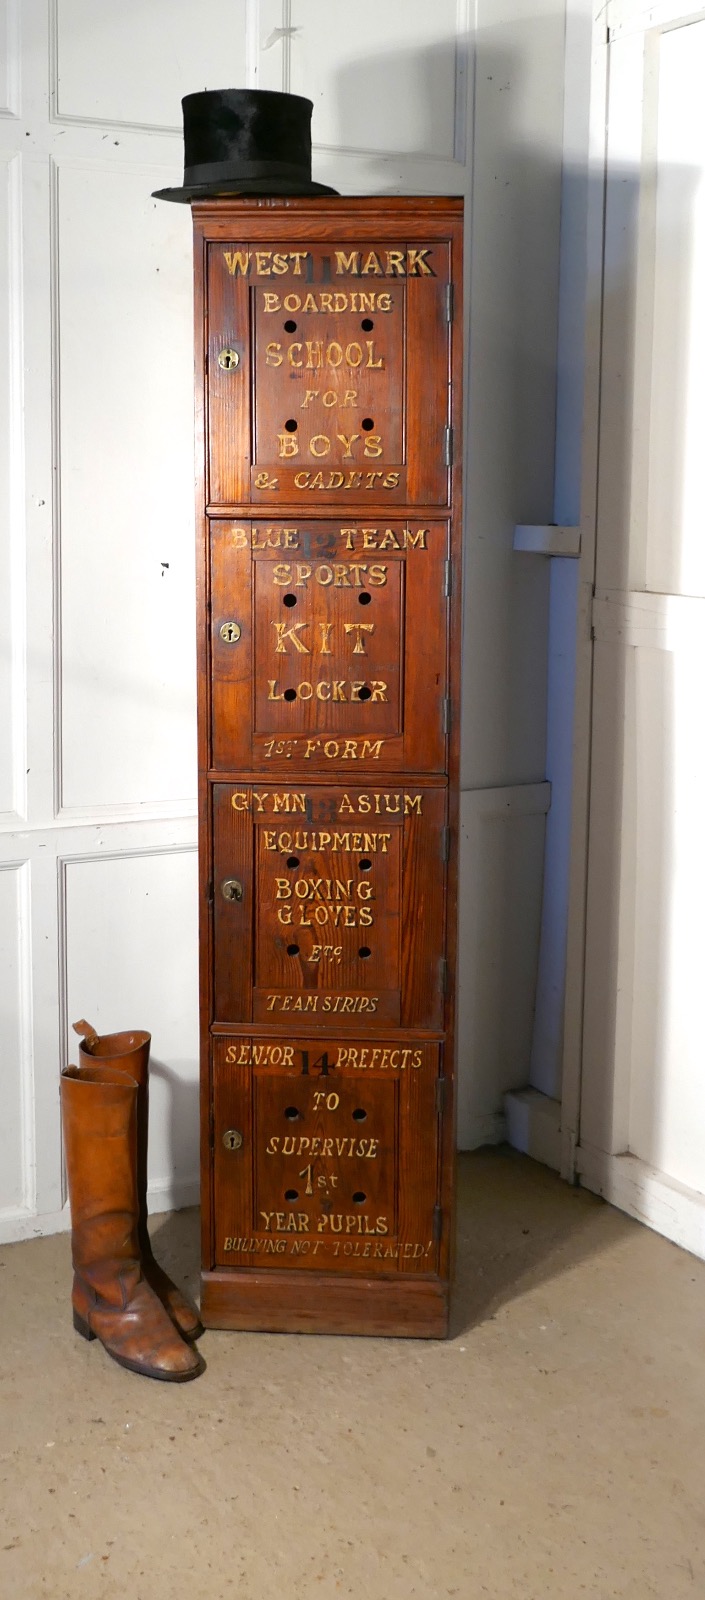 WEST 11 MARK
BOARDING
SCHOOL
FOR
BOYS
& CADETS
BLUE 12 TEAM
SPORTS
KIT
LOCKER
1ST FORM
GYMN 13 ASIUM
EQUIPMENT
BOXING
GLOVES
ETC
TEAM STRIPS
SENIOR 14 PREFECTS
TO
SUPERVISE
1st
YEAR PUPILS
BULLYING NOT TOLERATED!